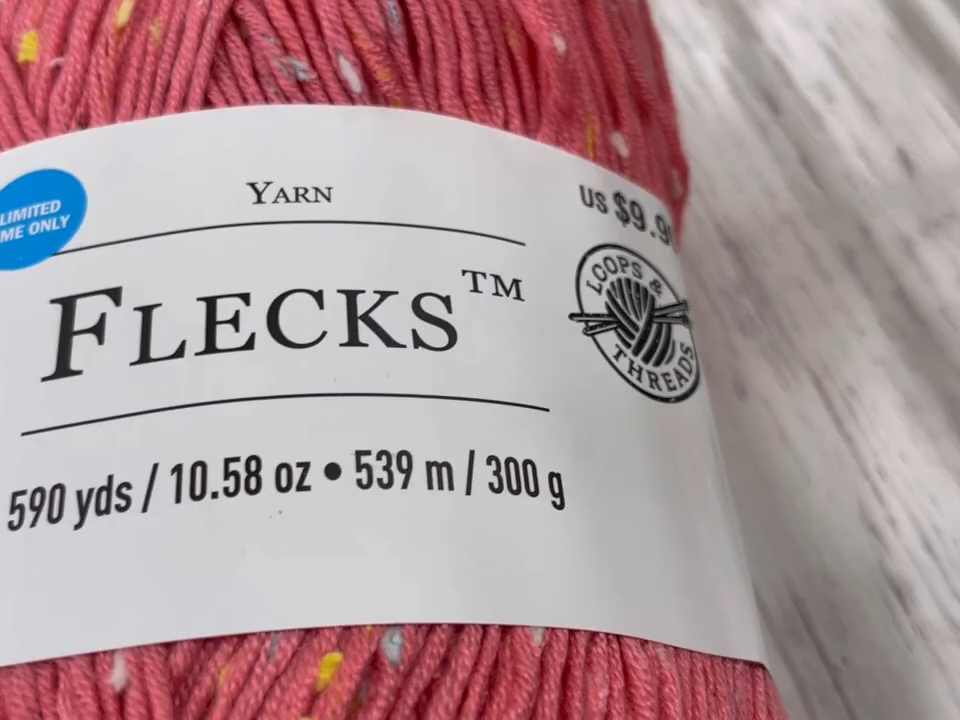 YARN
LIMITED
ME ONLY
US $9.9
FLECKS™
LOOPS &
THREADS
590 yds / 10.58 oz • 539 m / 300 g